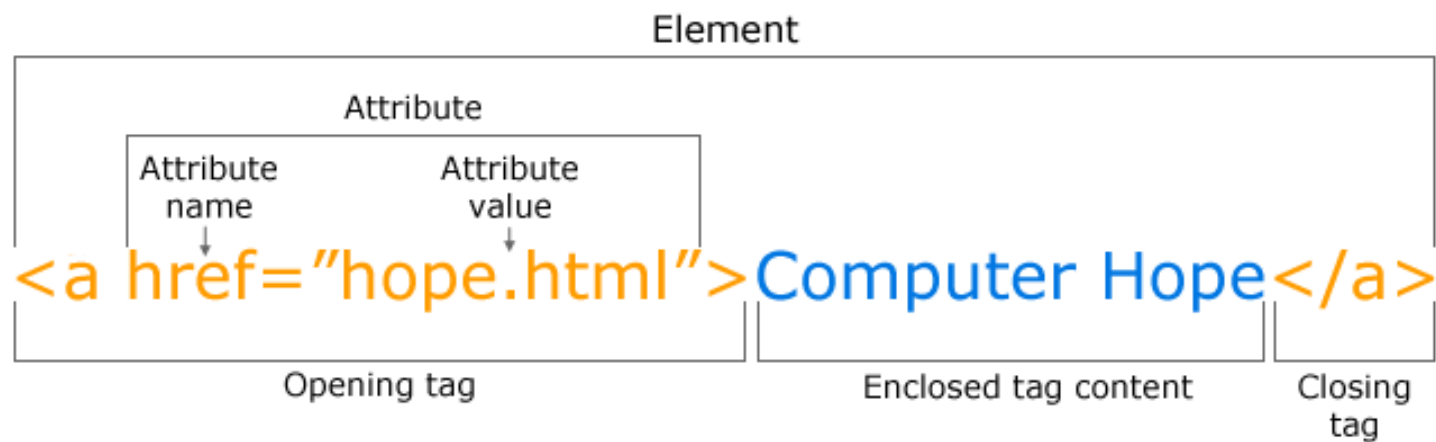 Element
Attribute
Attribute name
Attribute value
<a href=”hope.html”>Computer Hope</a>
Opening tag
Enclosed tag content
Closing tag